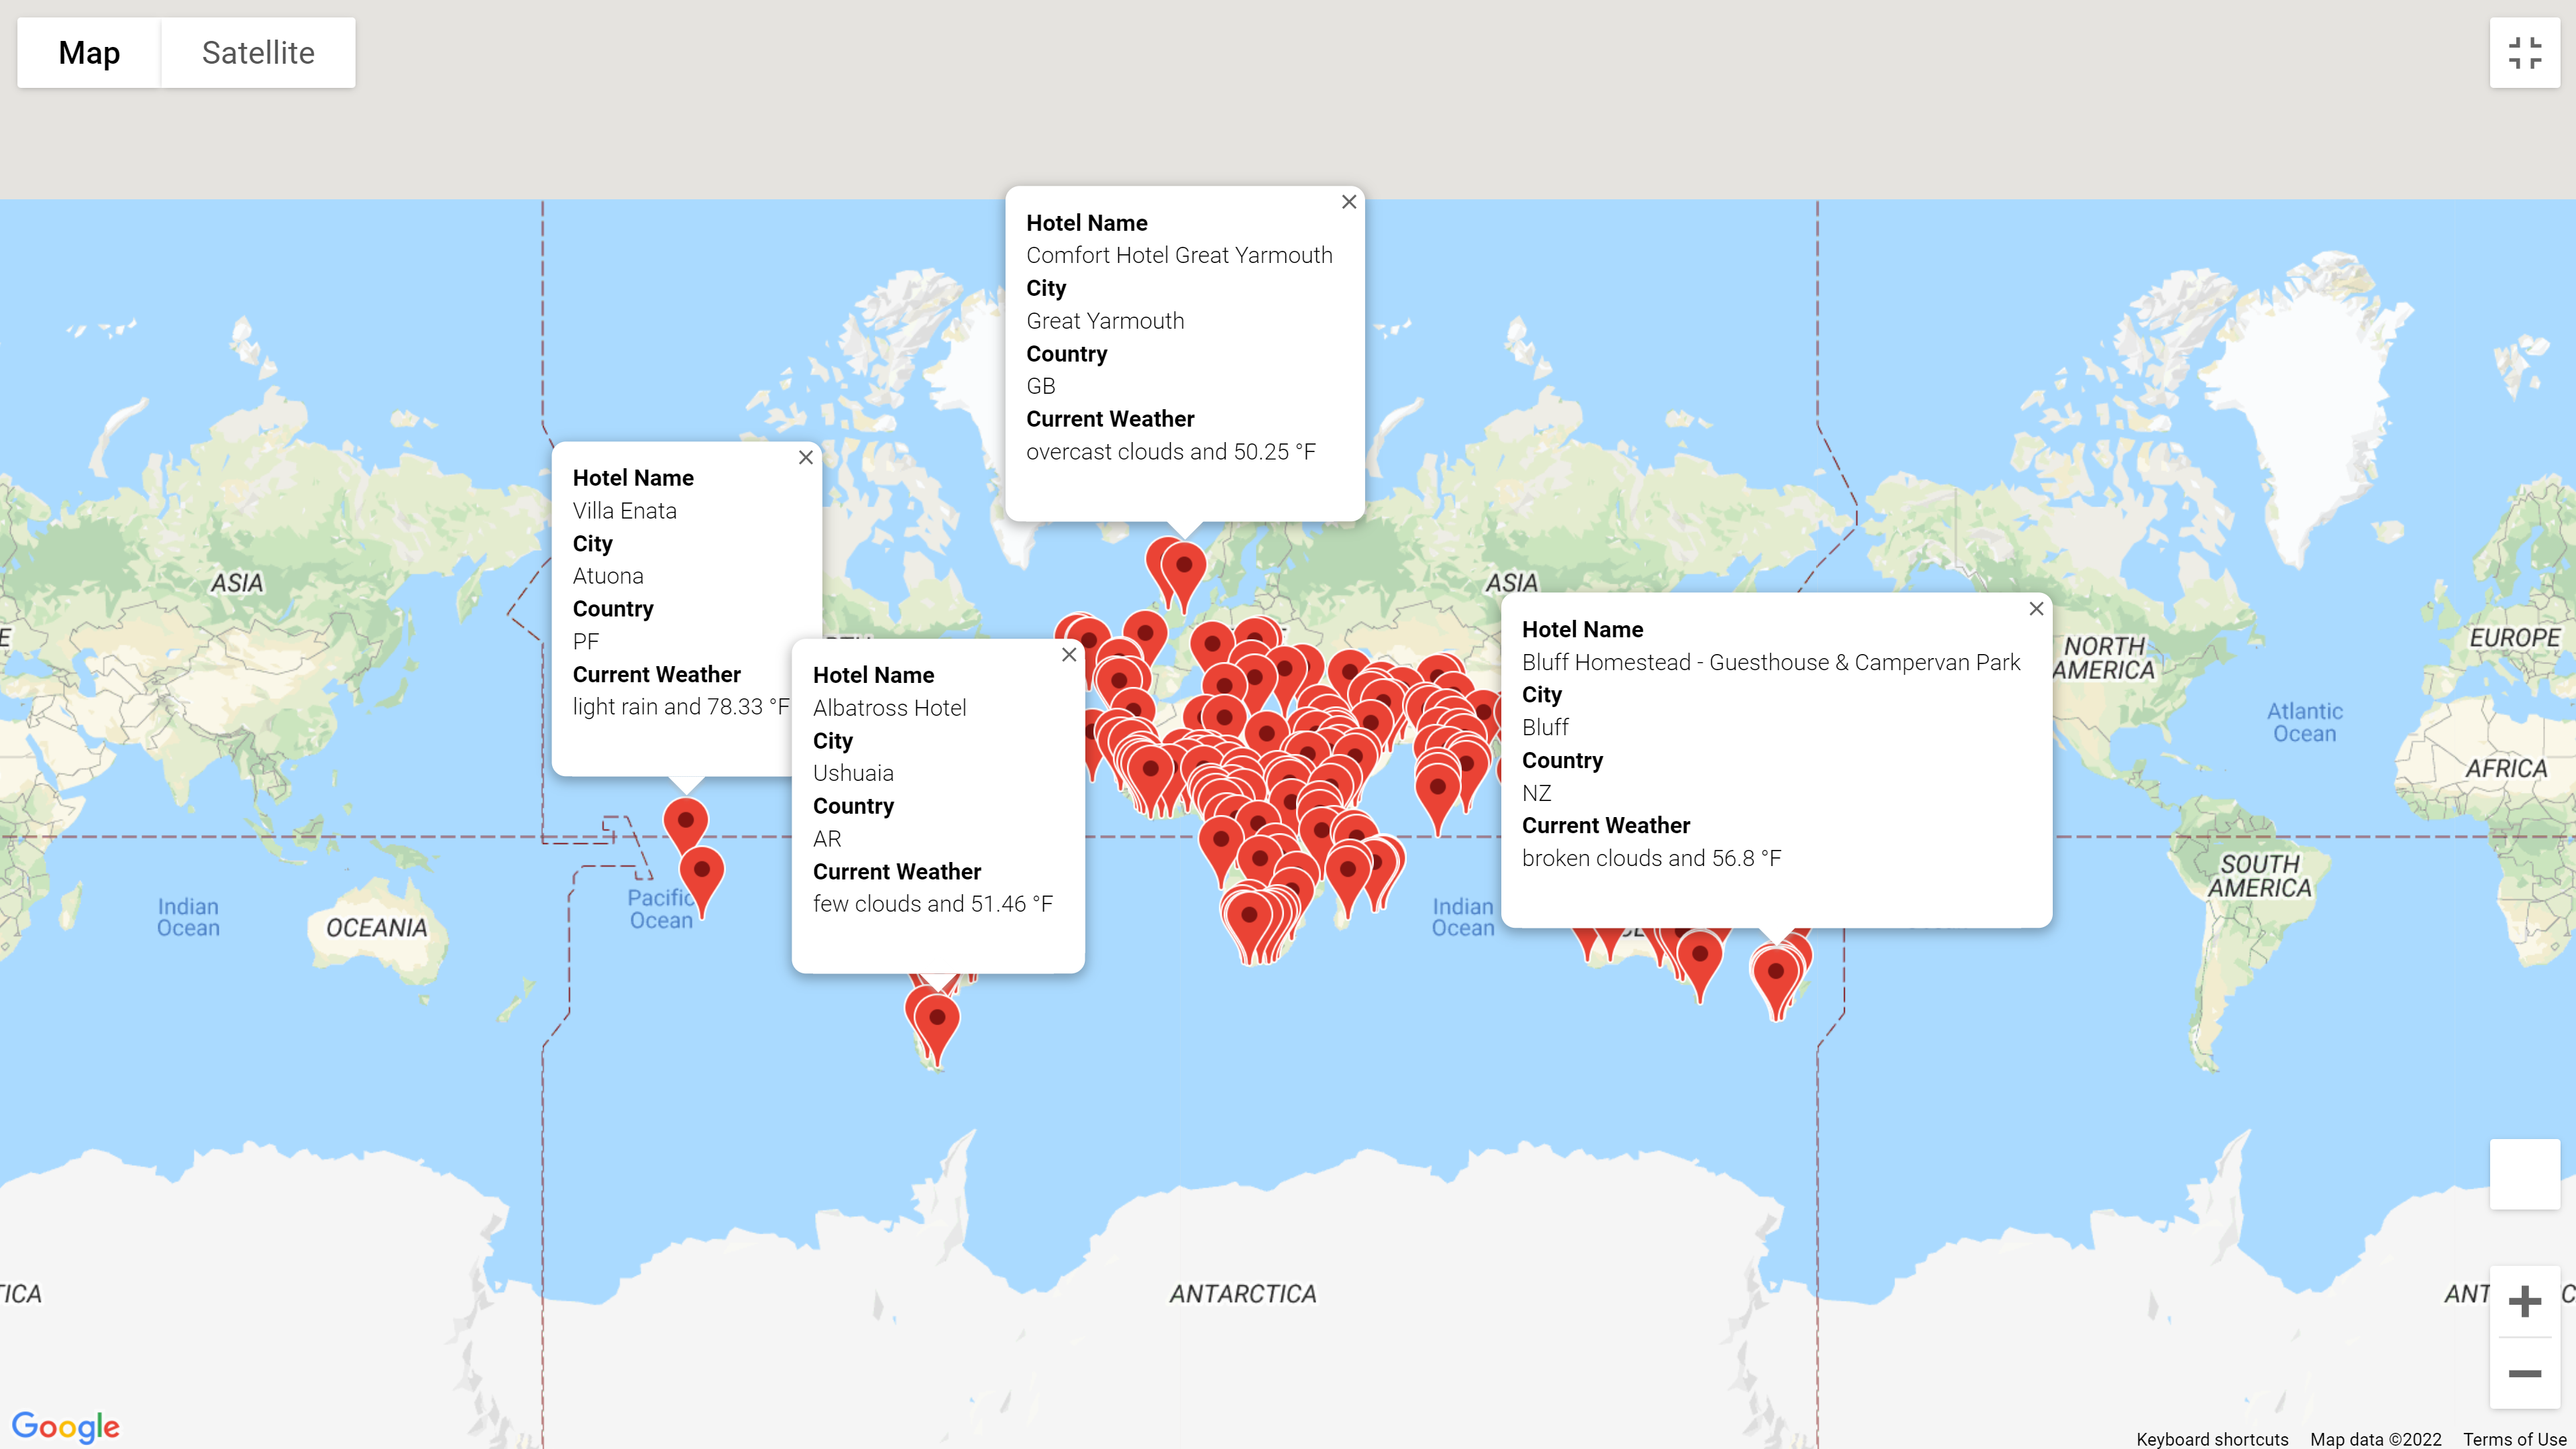 Map
Satellite
Hotel Name
Comfort Hotel Great Yarmouth
City
Great Yarmouth
Country
GB
Current Weather
overcast clouds and 50.25 °F
Hotel Name
Villa Enata
City
Atuona
Country
PF
Current Weather
light rain and 78.33 °F
Hotel Name
Albatross Hotel
City
Ushuaia
Country
AR
Current Weather
few clouds and 51.46 °F
Hotel Name
Bluff Homestead - Guesthouse & Campervan Park
City
Bluff
Country
NZ
Current Weather
broken clouds and 56.8 °F
ASIA
ASIA
NORTH
AMERICA
EUROPE
Atlantic
Ocean
AFRICA
SOUTH
AMERICA
Indian
Ocean
OCEANIA
Pacific
Ocean
Indian
Ocean
TICA
ANTARCTICA
ANT
Google
Keyboard shortcuts
Map data ©2022
Terms of Use